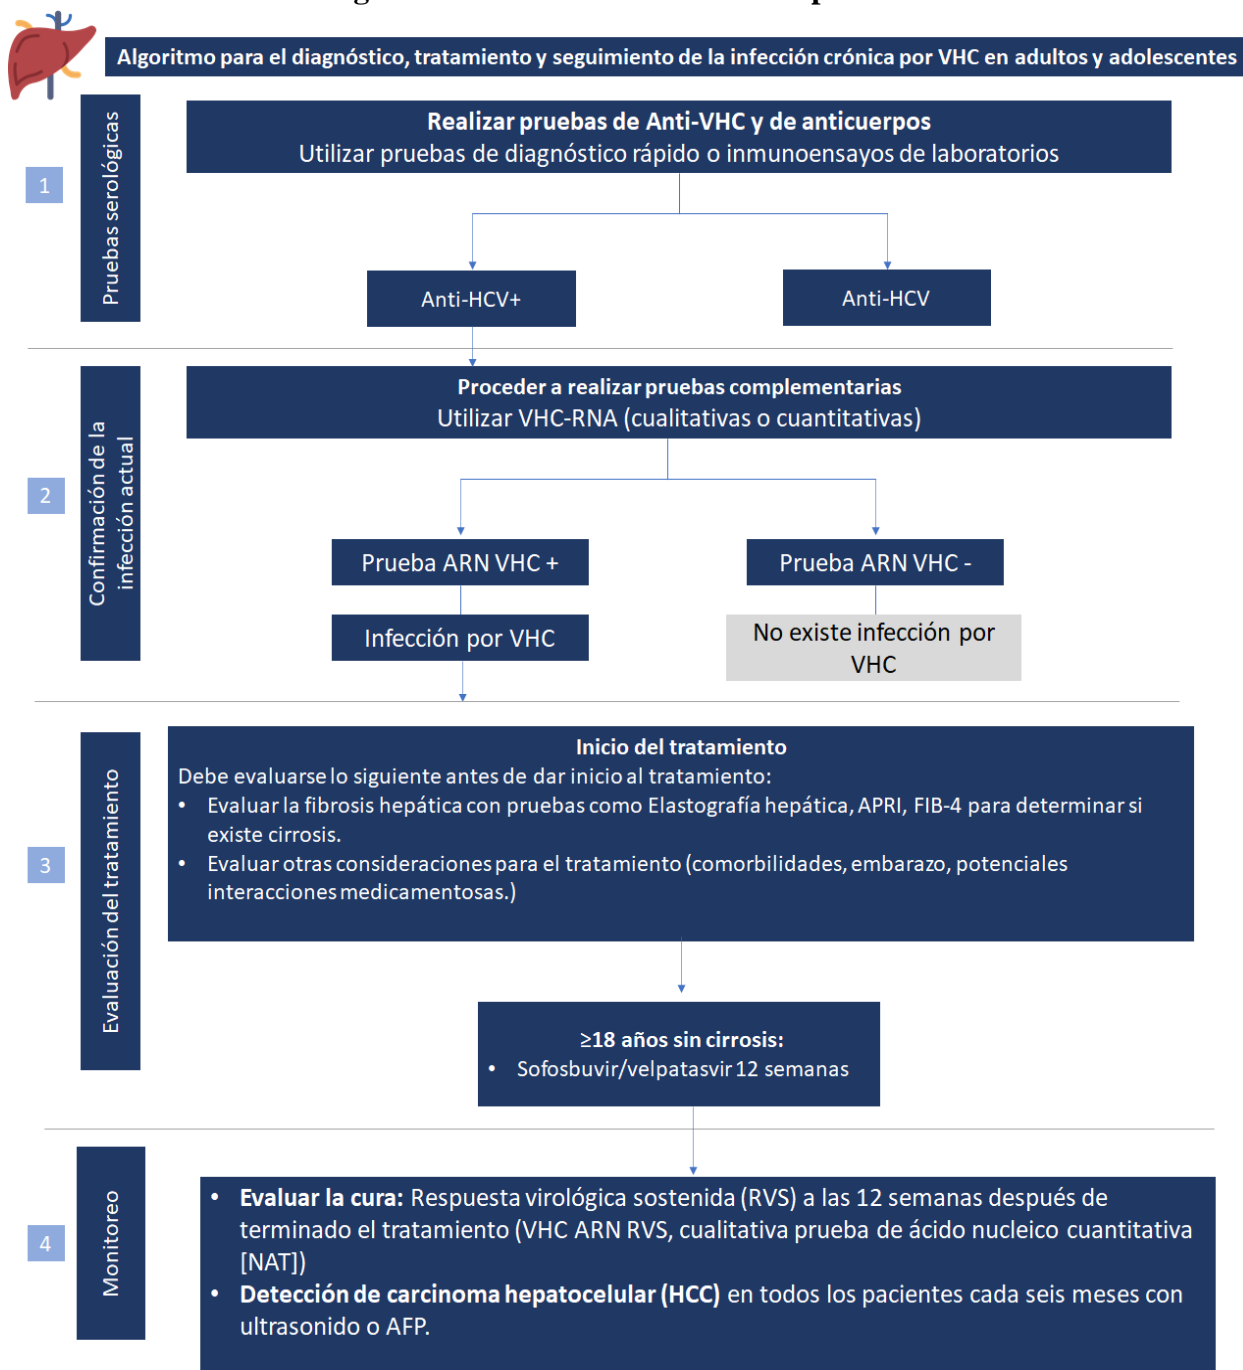 Algoritmo para el diagnóstico, tratamiento y seguimiento de la infección crónica por VHC en adultos y adolescentes
1
Pruebas serológicas
Realizar pruebas de Anti-VHC y de anticuerpos
Utilizar pruebas de diagnóstico rápido o inmunoensayos de laboratorios
Anti-HCV+
Anti-HCV
2
Confirmación de la
infección actual
Proceder a realizar pruebas complementarias
Utilizar VHC-RNA (cualitativas o cuantitativas)
Prueba ARN VHC +
Prueba ARN VHC -
Infección por VHC
No existe infección por
VHC
3
Evaluación del tratamiento
Inicio del tratamiento
Debe evaluarse lo siguiente antes de dar inicio al tratamiento:
• Evaluar la fibrosis hepática con pruebas como Elastografía hepática, APRI, FIB-4 para determinar si
existe cirrosis.
• Evaluar otras consideraciones para el tratamiento (comorbilidades, embarazo, potenciales
interacciones medicamentosas.)
≥18 años sin cirrosis:
• Sofosbuvir/velpatasvir 12 semanas
4
Monitoreo
• Evaluar la cura: Respuesta virológica sostenida (RVS) a las 12 semanas después de
terminado el tratamiento (VHC ARN RVS, cualitativa prueba de ácido nucleico cuantitativa
[NAT])
• Detección de carcinoma hepatocelular (HCC) en todos los pacientes cada seis meses con
ultrasonido o AFP.